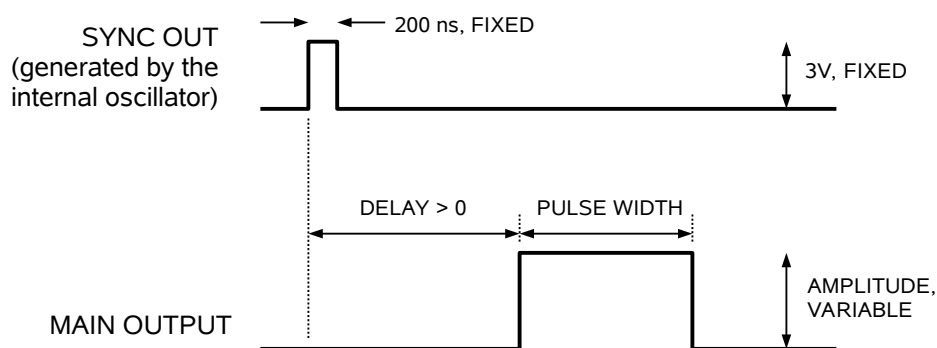 200 ns, FIXED
SYNC OUT
(generated by the
internal oscillator)
3V, FIXED
DELAY > 0
PULSE WIDTH
AMPLITUDE,
VARIABLE
MAIN OUTPUT